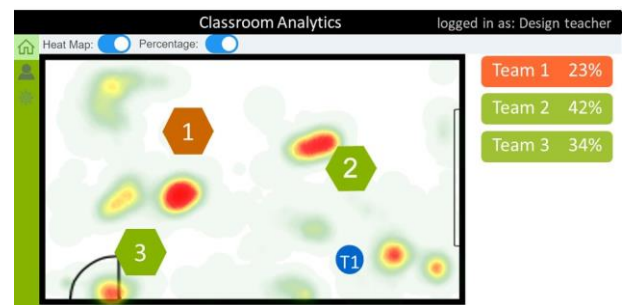 Classroom Analytics logged in as: Design teacher
Heat Map: Percentage:
Team 1 23%
Team 2 42%
Team 3 34%
1
2
3
T1